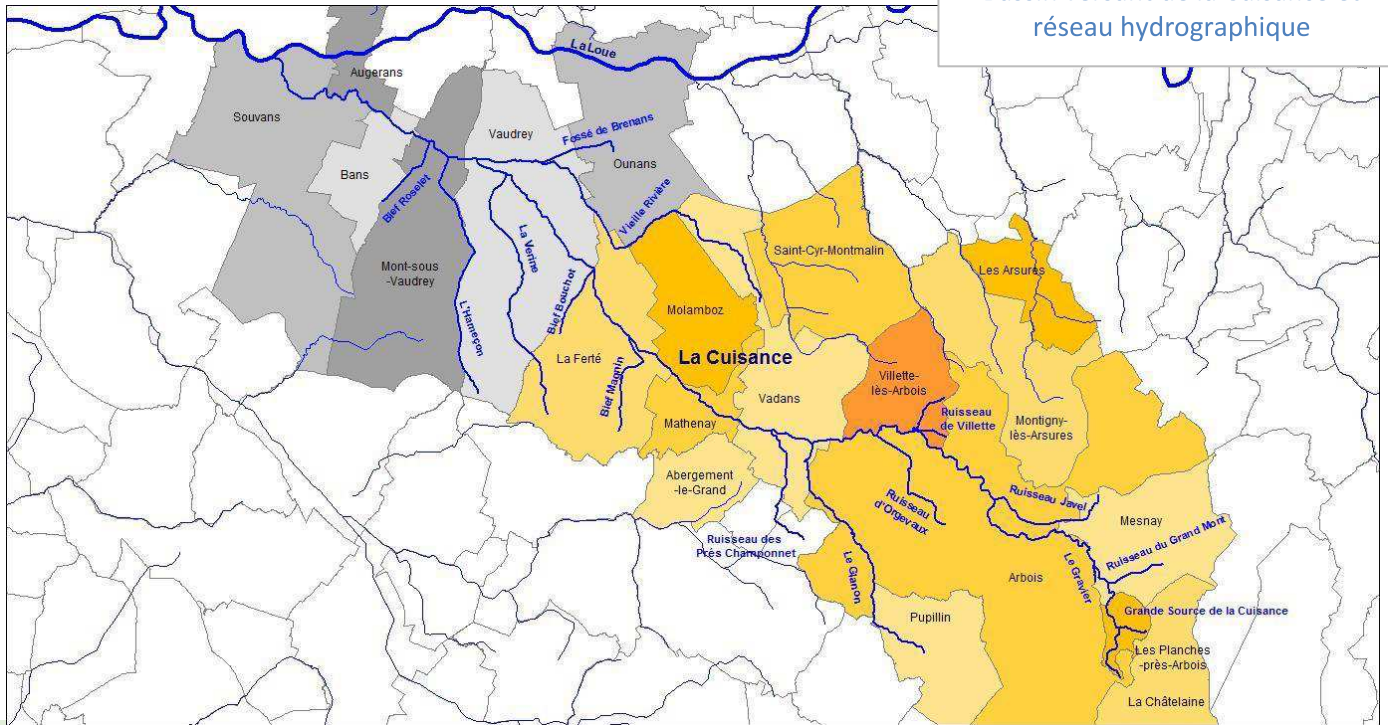 réseau hydrographique
La Loue
Augerans
Souvans
Vaudrey
Fossé de Brenans
Ounans
Bans
Bief Roselet
Vieille Rivière
La Verine
Saint-Cyr-Montmalin
Les Arsures
Mont-sous
-Vaudrey
L'Hameçon
Bief Bouchot
Molamboz
La Ferté
La Cuisance
Bief Magnin
Villette-
lès-Arbois
Vadans
Mathenay
Ruisseau
de Villette
Montigny-
lès-Arsures
Abergement
-le-Grand
Ruisseau
d'Orgevaux
Ruisseau Javel
Mesnay
Ruisseau des
Près Champonnet
Ruisseau du Grand Mont
Le Glanon
Arbois
Le Gravier
Grande Source de la Cuisance
Pupillin
Les Planches
-près-Arbois
La Châtelaine